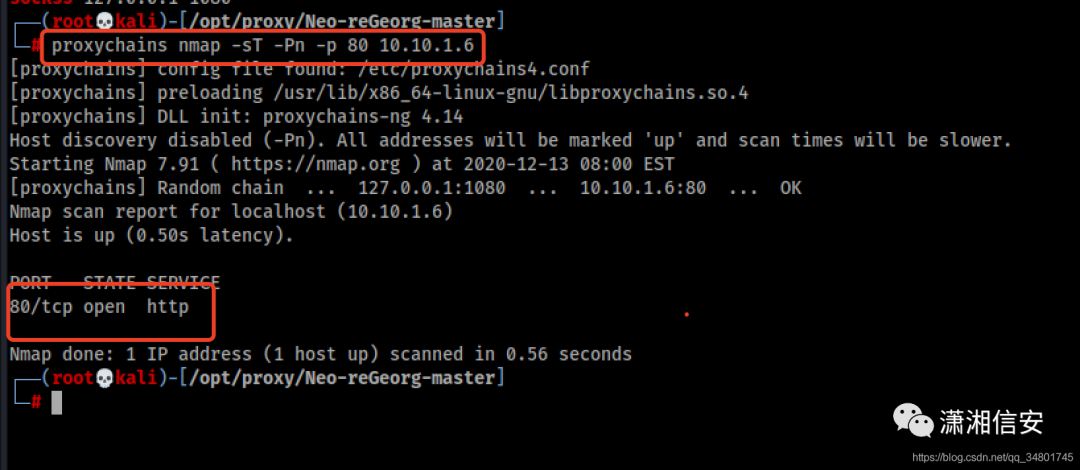 127.0.0.1 1080
(root💀kali)-[/opt/proxy/Neo-reGeorg-master]
# proxychains nmap -sT -Pn -p 80 10.10.1.6
[proxychains] config file found: /etc/proxychains4.conf
[proxychains] preloading /usr/lib/x86_64-linux-gnu/libproxychains.so.4
[proxychains] DLL init: proxychains-ng 4.14
Host discovery disabled (-Pn). All addresses will be marked 'up' and scan times will be slower.
Starting Nmap 7.91 ( https://nmap.org ) at 2020-12-13 08:00 EST
[proxychains] Random chain  ...  127.0.0.1:1080  ...  10.10.1.6:80  ...  OK
Nmap scan report for localhost (10.10.1.6)
Host is up (0.50s latency).
PORT   STATE SERVICE
80/tcp open  http
Nmap done: 1 IP address (1 host up) scanned in 0.56 seconds
(root💀kali)-[/opt/proxy/Neo-reGeorg-master]
#
潇湘信安
https://blog.csdn.net/qq_34801745